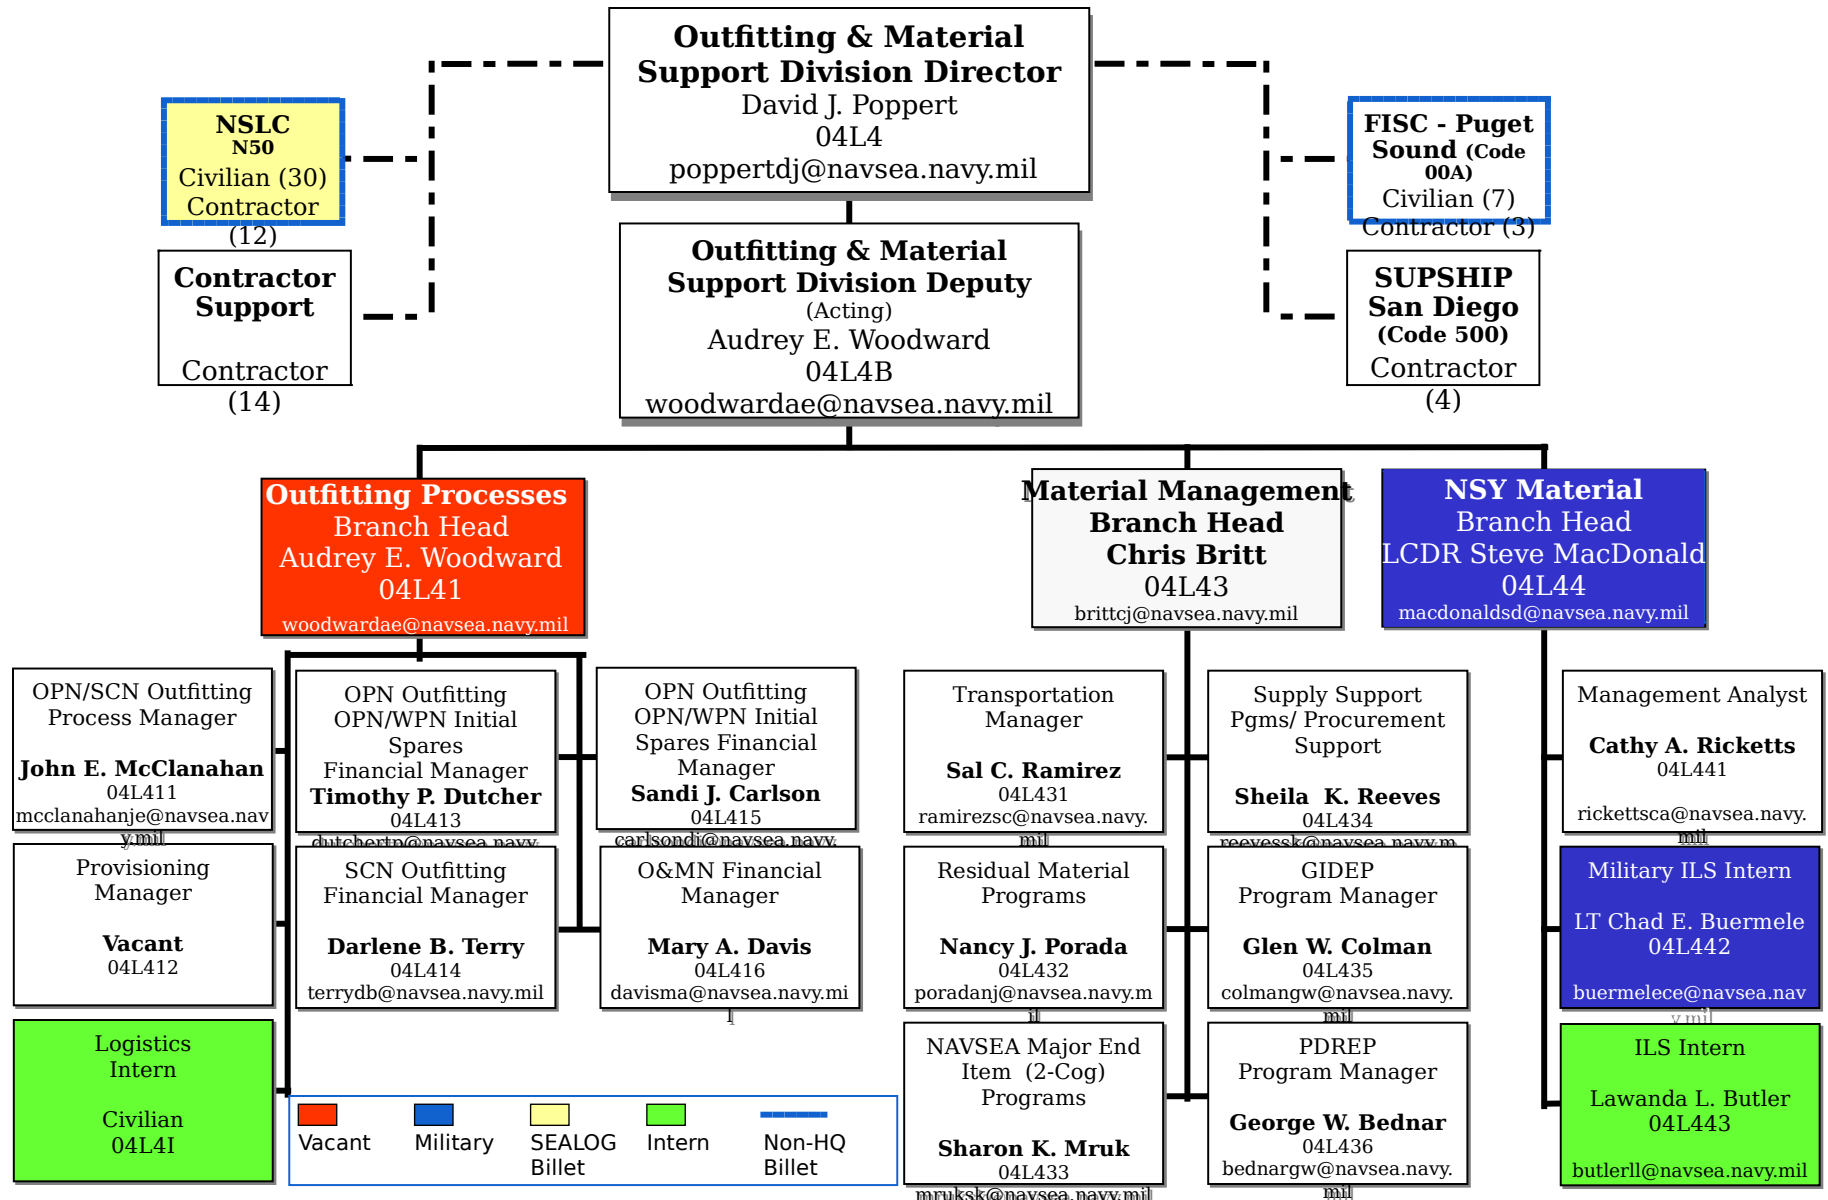 Outfitting & Material
Support Division Director
David J. Poppert
04L4
poppertdj@navsea.navy.mil
NSLC
N50
Civilian (30)
Contractor
(12)
FISC - Puget
Sound (Code
00A)
Civilian (7)
Contractor (3)
Outfitting & Material
Support Division Deputy
(Acting)
Audrey E. Woodward
04L4B
woodwardae@navsea.navy.mil
Contractor
Support
Contractor
(14)
SUPSHIP
San Diego
(Code 500)
Contractor
(4)
Outfitting Processes
Branch Head
Audrey E. Woodward
04L41
woodwardae@navsea.navy.mil
Material Management
Branch Head
Chris Britt
04L43
brittcj@navsea.navy.mil
NSY Material
Branch Head
LCDR Steve MacDonald
04L44
macdonaldsd@navsea.navy.mil
OPN/SCN Outfitting
Process Manager
John E. McClanahan
04L411
mcclanahanje@navsea.nav
y.mil
OPN Outfitting
OPN/WPN Initial
Spares
Financial Manager
Timothy P. Dutcher
04L413
dutchertp@navsea.navy.
OPN Outfitting
OPN/WPN Initial
Spares Financial
Manager
Sandi J. Carlson
04L415
carlsondj@navsea.navy.
Transportation
Manager
Sal C. Ramirez
04L431
ramirezsc@navsea.navy.
mil
Supply Support
Pgms/ Procurement
Support
Sheila  K. Reeves
04L434
reevessk@navsea.navy.m
Management Analyst
Cathy A. Ricketts
04L441
rickettsca@navsea.navy.
mil
Provisioning
Manager
Vacant
04L412
SCN Outfitting
Financial Manager
Darlene B. Terry
04L414
terrydb@navsea.navy.mil
O&MN Financial
Manager
Mary A. Davis
04L416
davisma@navsea.navy.mi
l
Residual Material
Programs
Nancy J. Porada
04L432
poradanj@navsea.navy.m
il
GIDEP
Program Manager
Glen W. Colman
04L435
colmangw@navsea.navy.
mil
Military ILS Intern
LT Chad E. Buermele
04L442
buermelece@navsea.nav
y.mil
Logistics
Intern
Civilian
04L4I
NAVSEA Major End
Item  (2-Cog)
Programs
Sharon K. Mruk
04L433
mruksk@navsea.navy.mil
PDREP
Program Manager
George W. Bednar
04L436
bednargw@navsea.navy.
mil
ILS Intern
Lawanda L. Butler
04L443
butlerll@navsea.navy.mil
Vacant
Military
SEALOG
Billet
Intern
Non-HQ
Billet